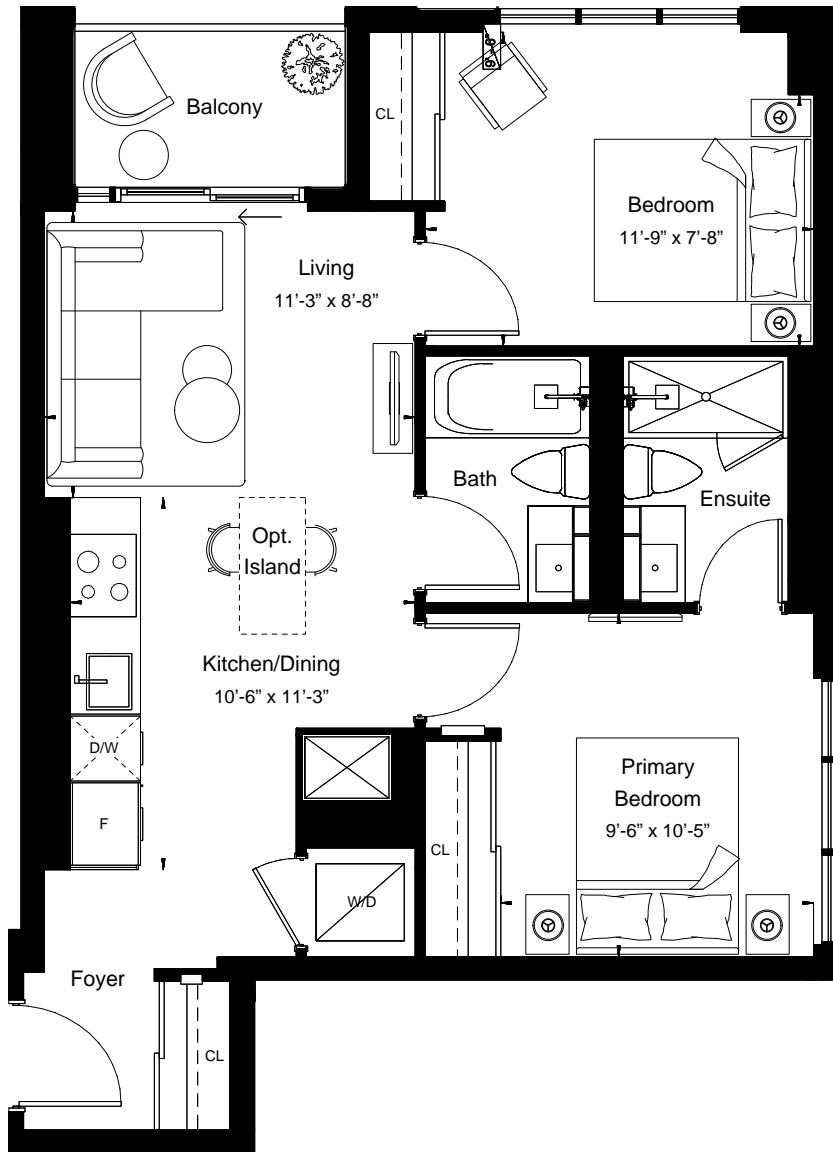 Balcony
CL
Bedroom
11’-9” x 7’-8”
Living
11’-3” x 8’-8”
Bath
Ensuite
Opt.
Island
Kitchen/Dining
10’-6” x 11’-3”
D/W
F
Primary
Bedroom
9’-6” x 10’-5”
CL
W/D
Foyer
CL